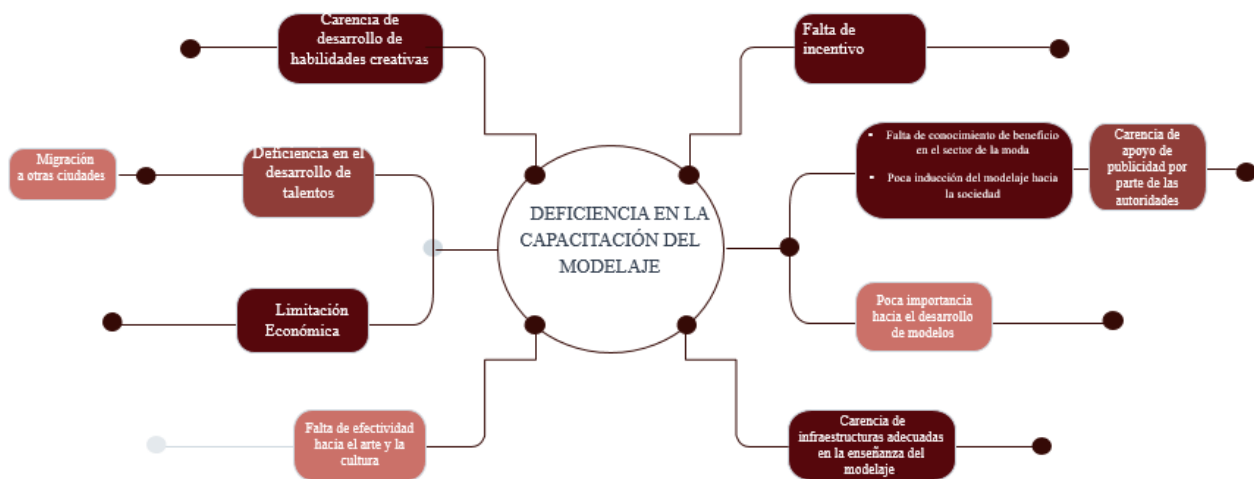 Carencia de
desarrollo de
habilidades creativas
Falta de
incentivo
Migración
a otras ciudades
Deficiencia en el
desarrollo de
talentos
▪ Falta de conocimiento de beneficio
en el sector de la moda
▪ Poca inducción del modelaje hacia
la sociedad
Carencia de
apoyo de
publicidad por
parte de las
autoridades
DEFICIENCIA EN LA
CAPACITACIÓN DEL
MODELAJE
Limitación
Económica
Poca importancia
hacia el desarrollo
de modelos
Falta de efectividad
hacia el arte y la
cultura
Carencia de
infraestructuras adecuadas
en la enseñanza del
modelaje